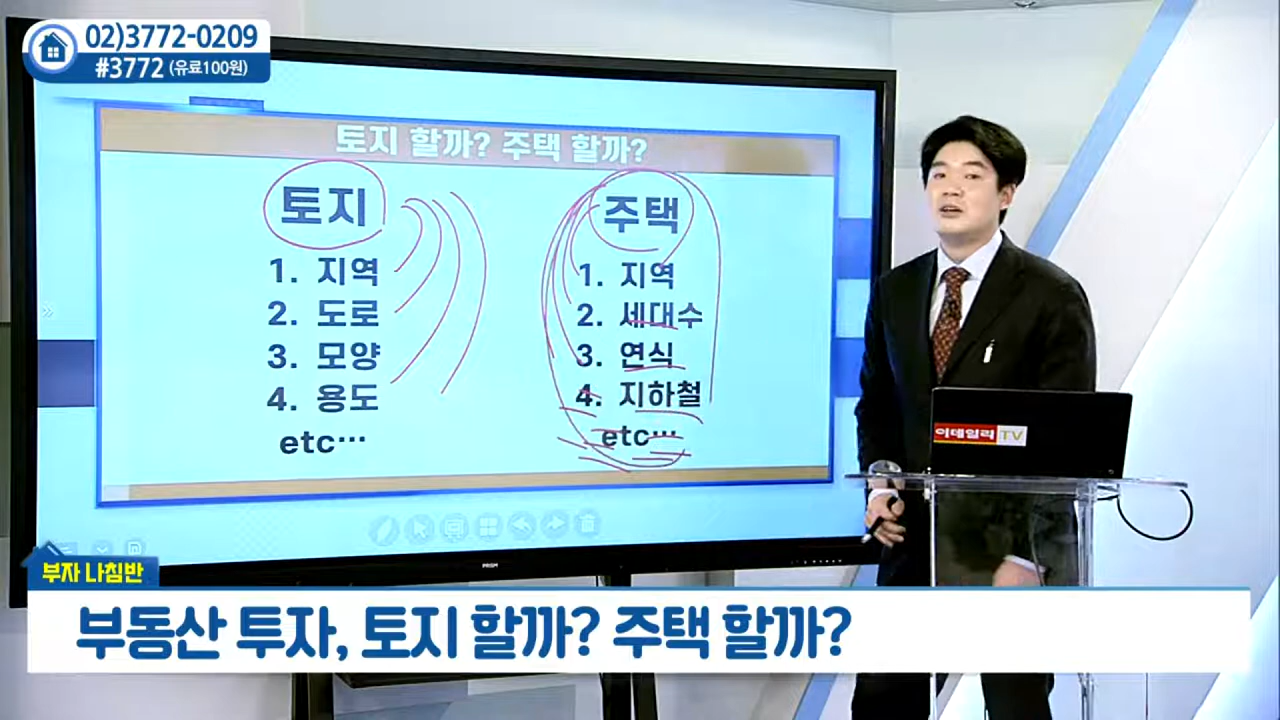 02)3772-0209
#3772 (유료100원)
토지 할까? 주택 할까?
토지
1. 지역
2. 도로
3. 모양
4. 용도
etc…
주택
1. 지역
2. 세대수
3. 연식
4. 지하철
etc…
이데일리 TV
PRISM
부자 나침반
부동산 투자, 토지 할까? 주택 할까?